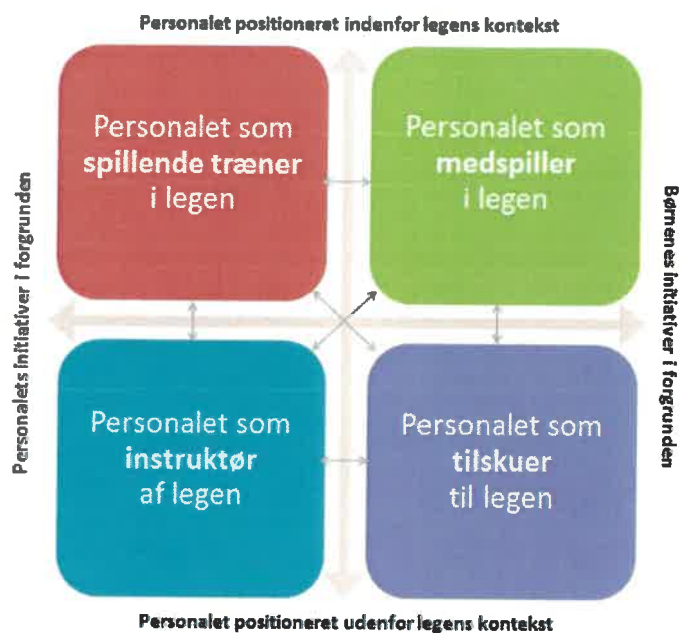 Personalet positioneret indenfor legens kontekst
Personalet som
spillende træner
i legen
Personalet som
medspiller
i legen
Personalets initiativer i forgrunden
Børnenes initiativer i forgrunden
Personalet som
instruktør
af legen
Personalet som
tilskuer
til legen
Personalet positioneret udenfor legens kontekst